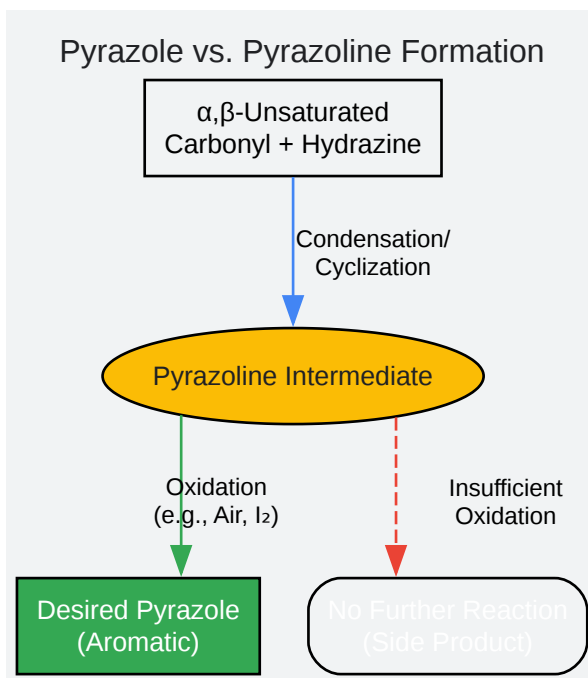 Pyrazole vs. Pyrazoline Formation
α,β-Unsaturated
Carbonyl + Hydrazine
Condensation/
Cyclization
Pyrazoline Intermediate
Oxidation
(e.g., Air, I₂)
Insufficient
Oxidation
Desired Pyrazole
(Aromatic)
No Further Reaction
(Side Product)